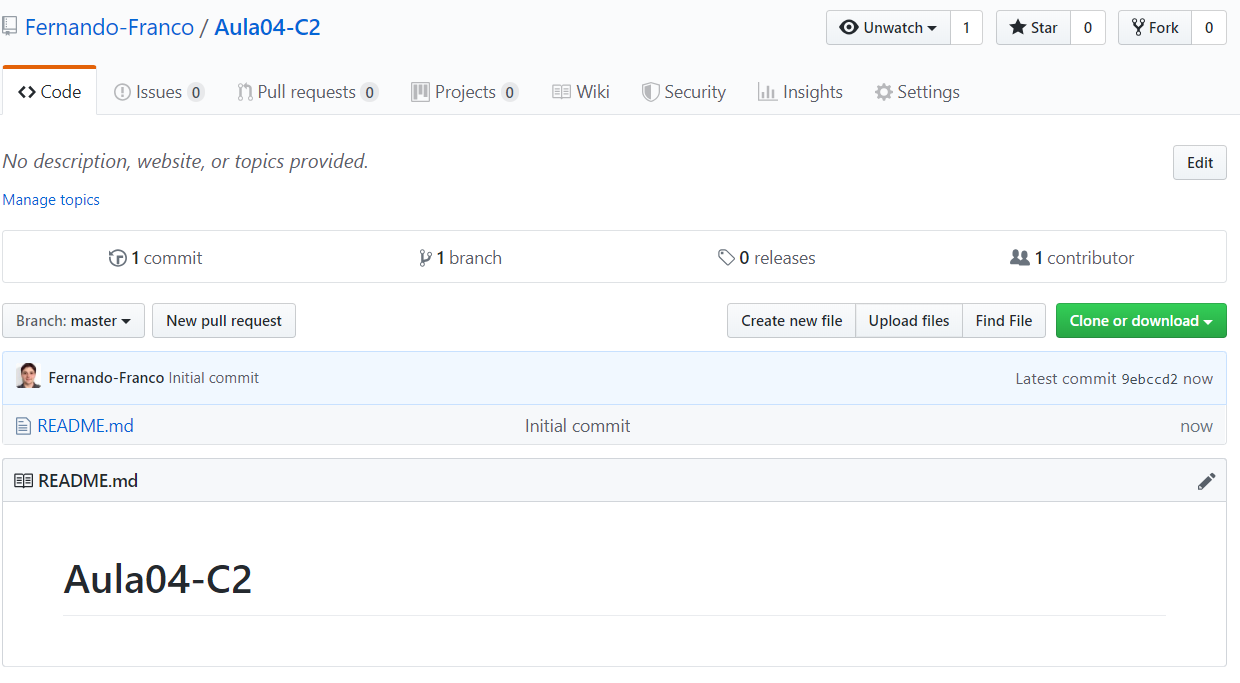 Fernando-Franco / Aula04-C2
Unwatch 1 Star 0 Fork 0
Code Issues 0 Pull requests 0 Projects 0 Wiki Security Insights Settings
No description, website, or topics provided.
Edit
Manage topics
1 commit 1 branch 0 releases 1 contributor
Branch: master New pull request Create new file Upload files Find File Clone or download
Fernando-Franco Initial commit Latest commit 9ebccd2 now
README.md Initial commit now
README.md
Aula04-C2